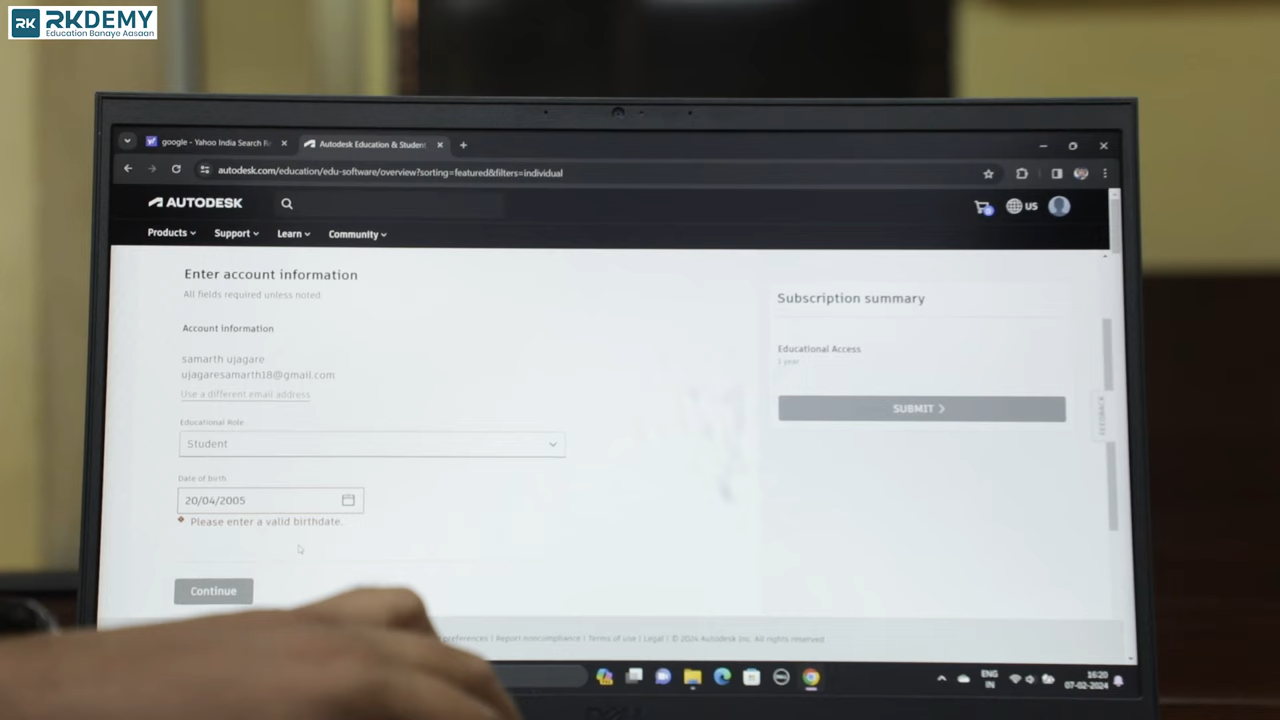 RK RKDEMY
Education Banaye Aasaan
google - Yahoo India Search Re
Autodesk Education & Student
autodesk.com/education/edu-software/overview?sorting=featured&filters=individual
AUTODESK
US
Products
Support
Learn
Community
Enter account information
All fields required unless noted
Account information
samarth ujagare
ujagaresamarth18@gmail.com
Use a different email address
Educational Role
Student
Date of birth
20/04/2005
Please enter a valid birthdate.
Continue
Subscription summary
Educational Access
1 year
SUBMIT
FEEDBACK
preferences | Report noncompliance | Terms of use | Legal | © 2024 Autodesk Inc. All rights reserved
ENG
IN
16:20
07-02-2024